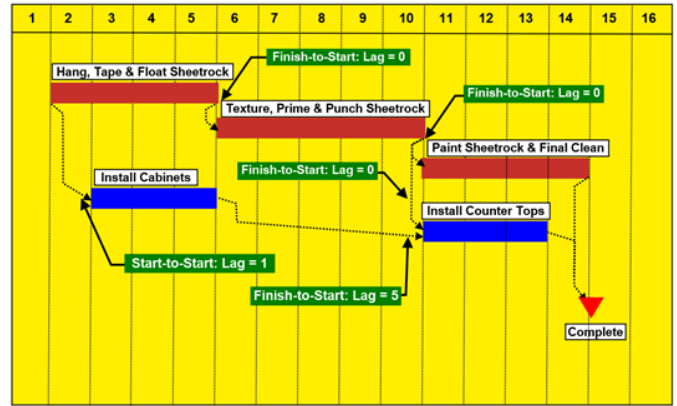 1 2 3 4 5 6 7 8 9 10 11 12 13 14 15 16
Finish-to-Start: Lag = 0
Hang, Tape & Float Sheetrock
Finish-to-Start: Lag = 0
Texture, Prime & Punch Sheetrock
Paint Sheetrock & Final Clean
Finish-to-Start: Lag = 0
Install Cabinets
Install Counter Tops
Start-to-Start: Lag = 1
Finish-to-Start: Lag = 5
Complete